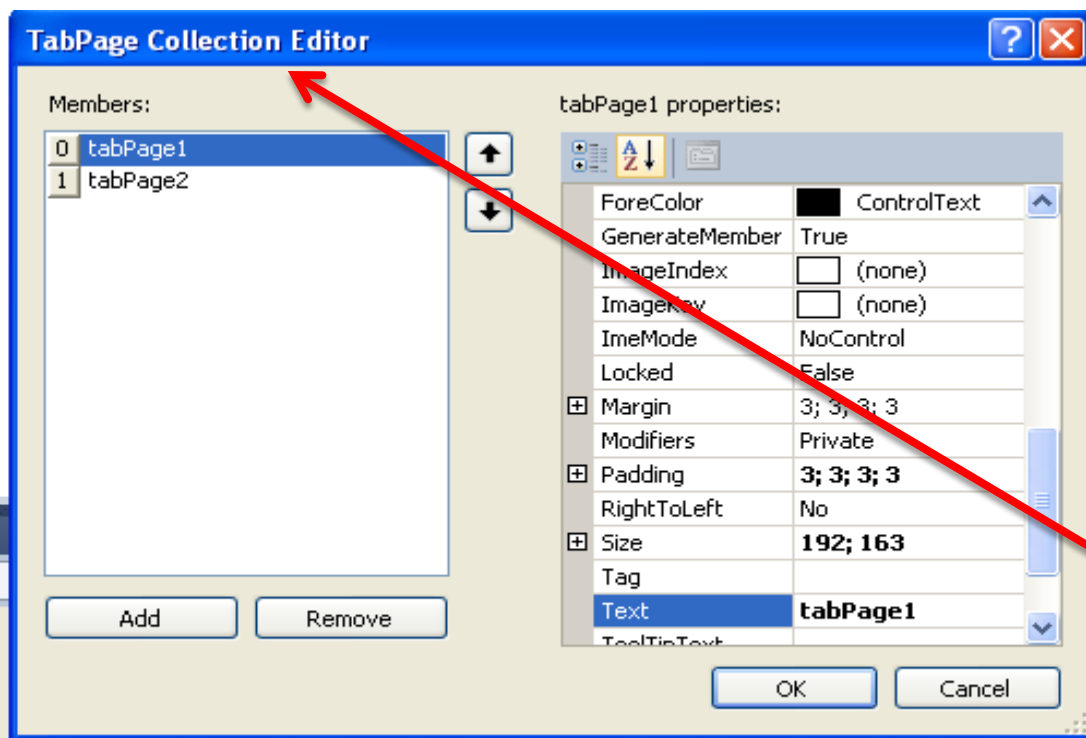 TabPage Collection Editor
Members:
0 tabPage1
1 tabPage2
Add Remove
tabPage1 properties:
ForeColor ControlText
GenerateMember True
ImageIndex (none)
ImageKey (none)
ImeMode NoControl
Locked False
Margin 3; 3; 3; 3
Modifiers Private
Padding 3; 3; 3; 3
RightToLeft No
Size 192; 163
Tag
Text tabPage1
ToolTipText
OK Cancel